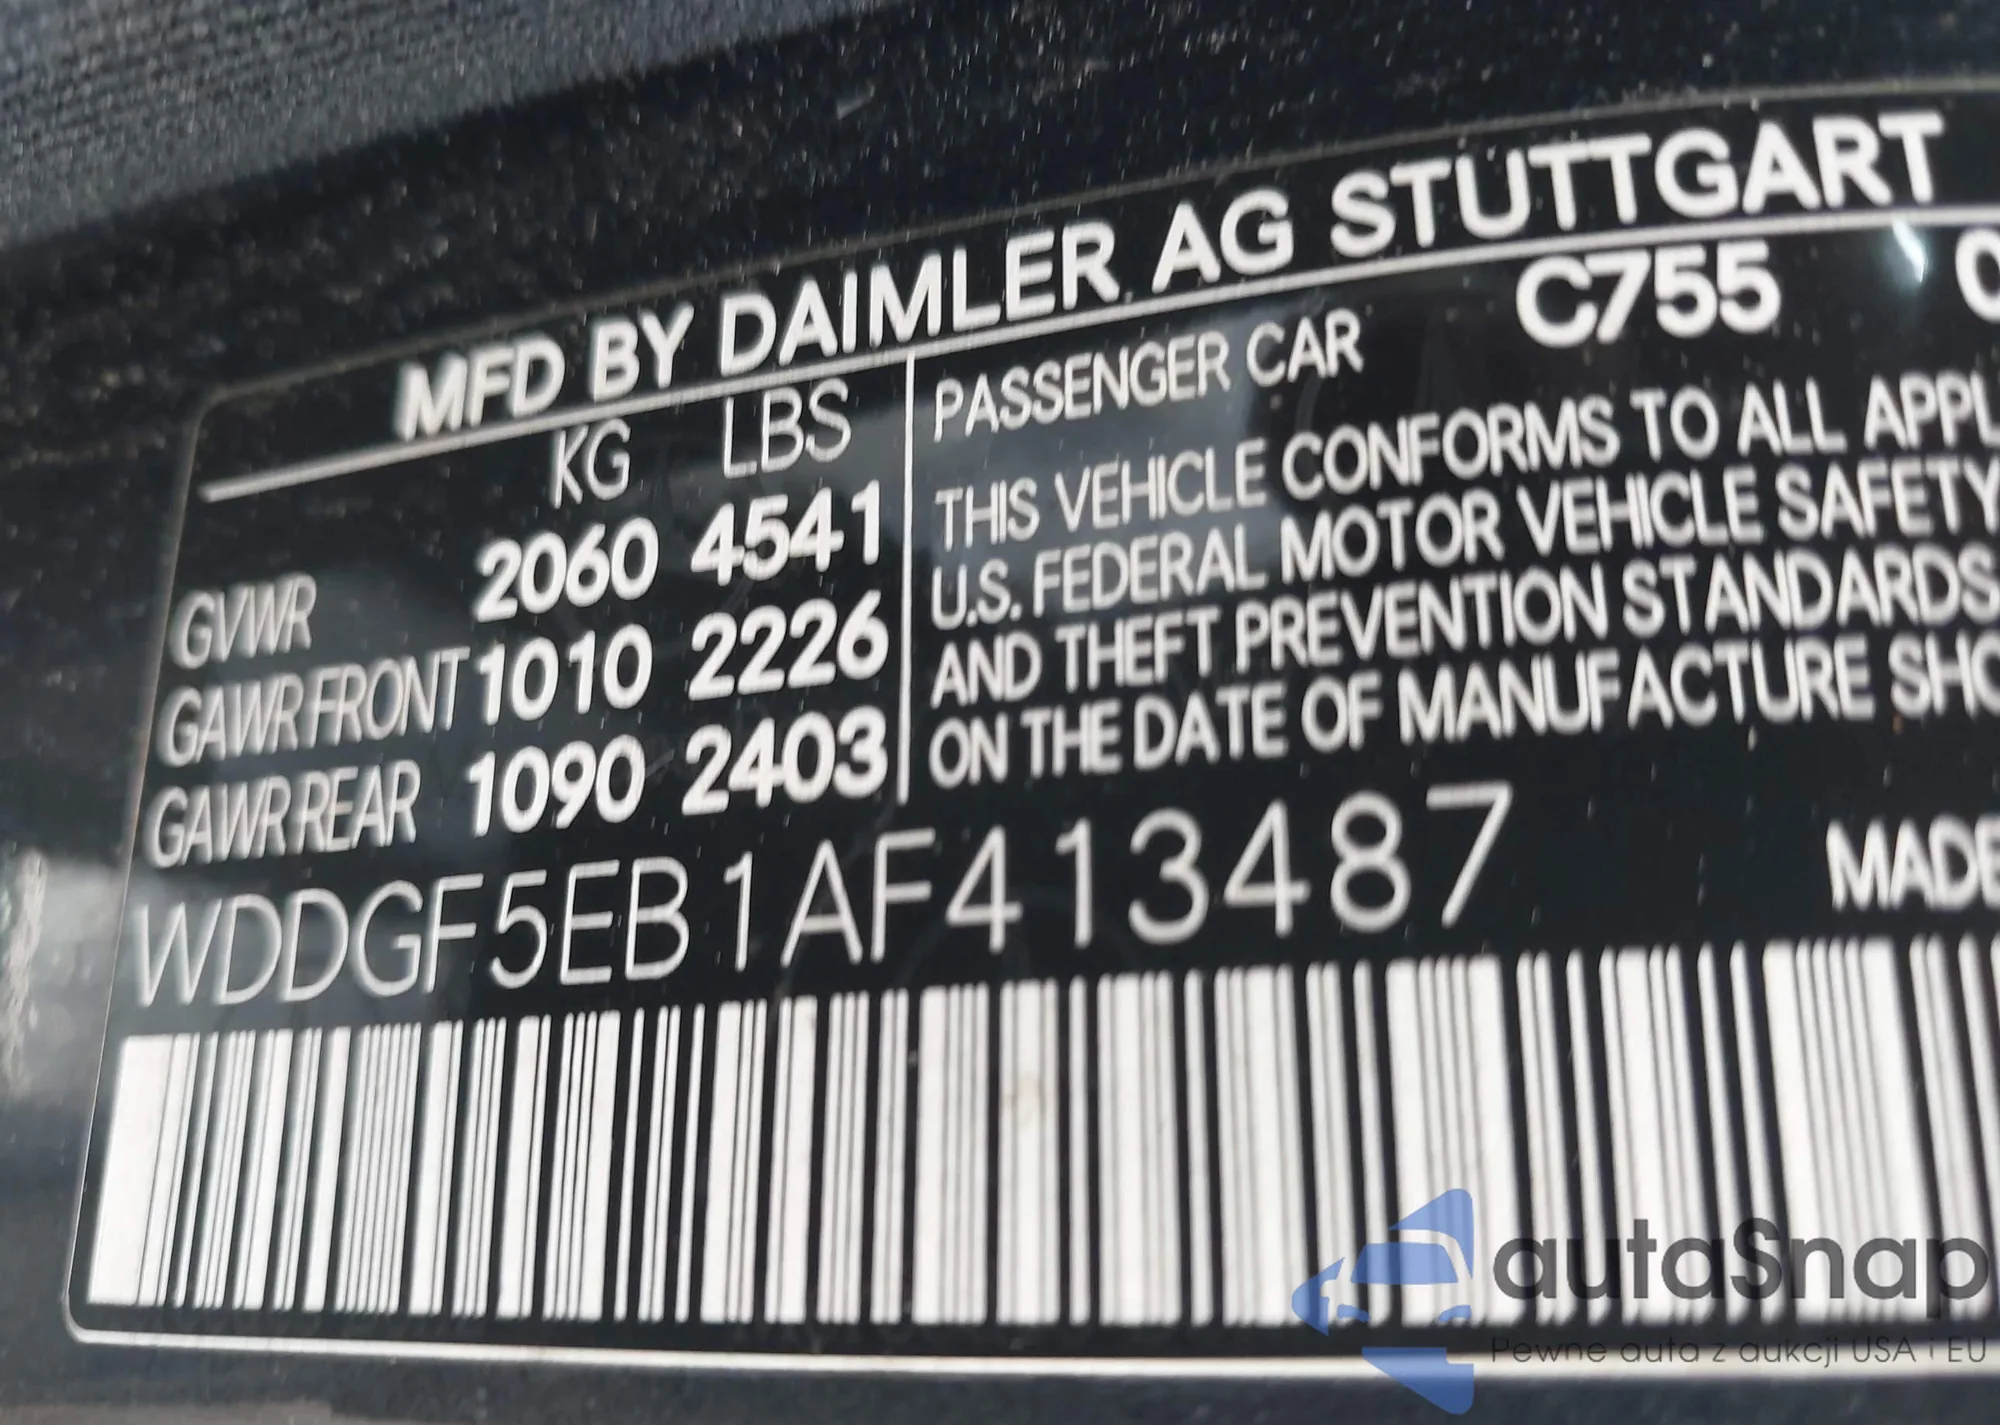 MFD BY DAIMLER AG STUTTGART
KG LBS
GVWR 2060 4541
GAWR FRONT 1010 2226
GAWR REAR 1090 2403
PASSENGER CAR C755
THIS VEHICLE CONFORMS TO ALL APPL
U.S. FEDERAL MOTOR VEHICLE SAFETY
AND THEFT PREVENTION STANDARDS
ON THE DATE OF MANUFACTURE SHO
WDDGF5EB1AF413487
MADE
autaSnap
Pewne auta z aukcji USA i EU